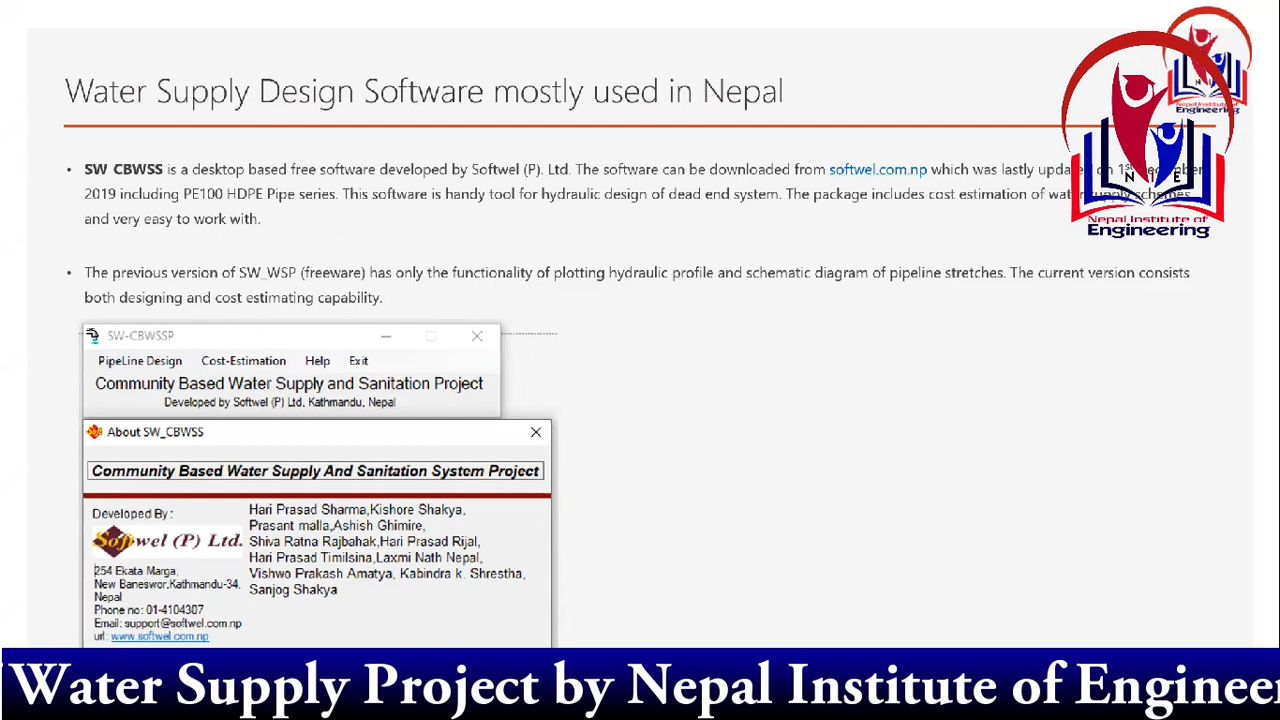 Water Supply Design Software mostly used in Nepal
• SW_CBWSS is a desktop based free software developed by Softwel (P). Ltd. The software can be downloaded from softwel.com.np which was lastly on 1st
2019 including PE100 HDPE Pipe series. This software is handy tool for hydraulic design of dead end system. The package includes cost estimation of water supply schemes
and very easy to work with.
• The previous version of SW_WSP (freeware) has only the functionality of plotting hydraulic profile and schematic diagram of pipeline stretches. The current version consists
both designing and cost estimating capability.
N I E
Nepal Institute of
Engineering
Engineering
SW-CBWSSP
PipeLine Design Cost-Estimation Help Exit
Community Based Water Supply and Sanitation Project
Developed by Softwel (P) Ltd, Kathmandu, Nepal
About SW_CBWSS
Community Based Water Supply And Sanitation System Project
Developed By :
Softwel (P) Ltd.
254 Ekata Marga,
New Baneswor,Kathmandu-34,
Nepal
Phone no: 01-4104307
Email: support@softwel.com.np
url: www.softwel.com.np
Hari Prasad Sharma,Kishore Shakya,
Prasant malla,Ashish Ghimire,
Shiva Ratna Rajbahak,Hari Prasad Rijal,
Hari Prasad Timilsina,Laxmi Nath Nepal,
Vishwo Prakash Amatya, Kabindra k. Shrestha,
Sanjog Shakya
Water Supply Project by Nepal Institute of Engineer